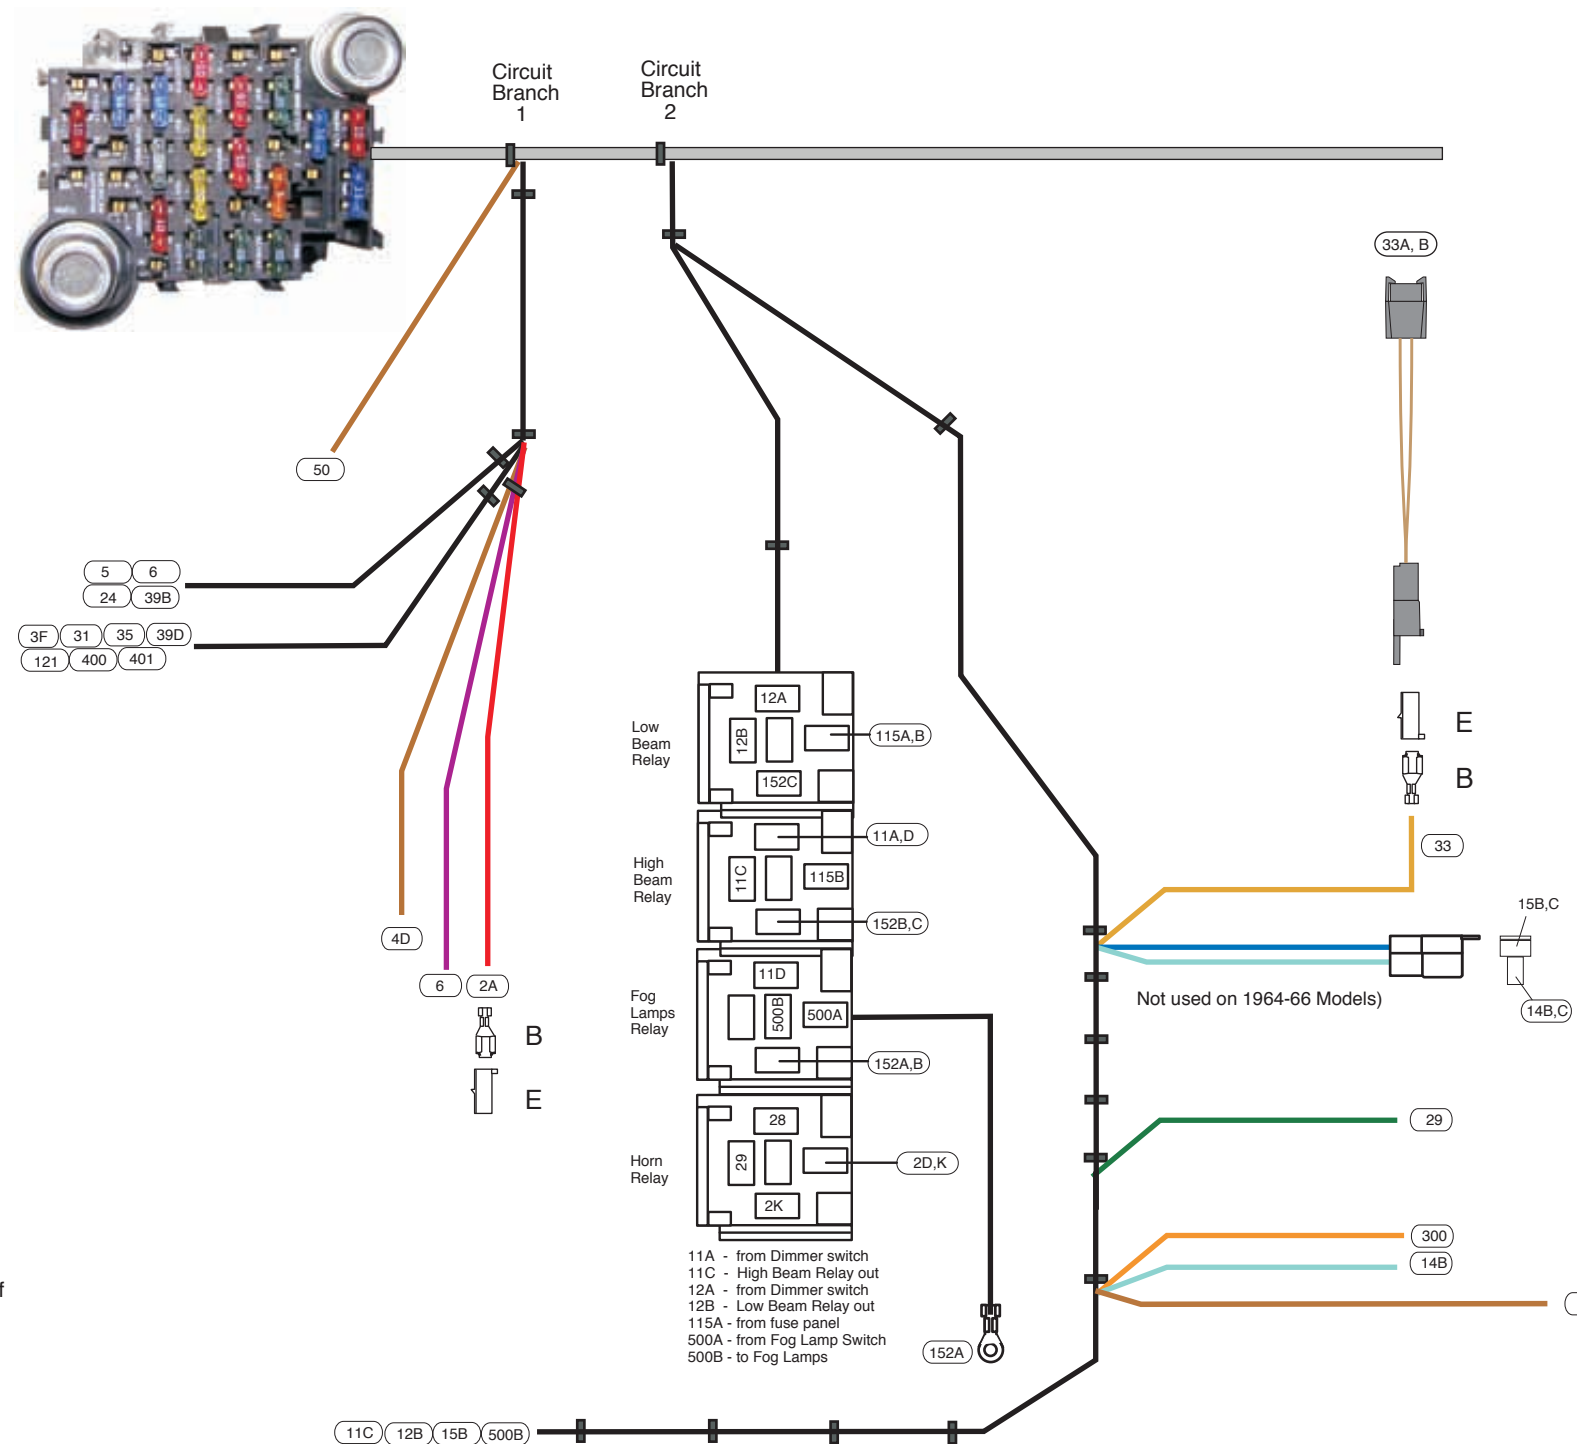 Circuit
Branch
1
Circuit
Branch
2
33A, B
50
5 6
24 39B
3F 31 35 39D
121 400 401
E
B
33
15B,C
14B,C
Low
Beam
Relay
12A
12B
152C
115A,B
High
Beam
Relay
11A,D
11C
115B
152B,C
4D
6 2A
B
E
Not used on 1964-66 Models)
Fog
Lamps
Relay
11D
500B
500A
152A,B
Horn
Relay
28
29
2K
2D,K
29
300
14B
f
11A - from Dimmer switch
11C - High Beam Relay out
12A - from Dimmer switch
12B - Low Beam Relay out
115A - from fuse panel
500A - from Fog Lamp Switch
500B - to Fog Lamps
152A
11C 12B 15B 500B